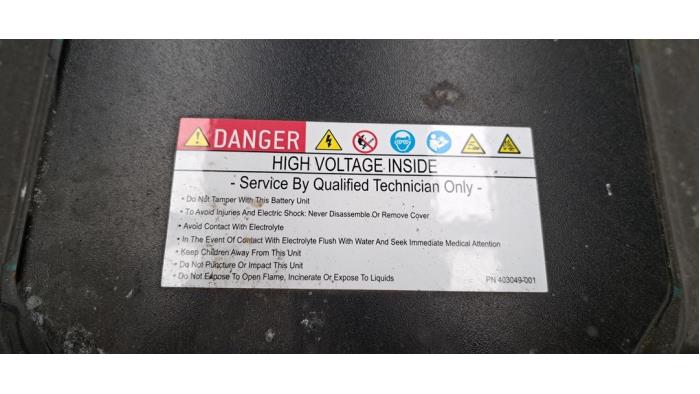 DANGER
HIGH VOLTAGE INSIDE
- Service By Qualified Technician Only -
• Do Not Tamper With This Battery Unit
• To Avoid Injuries And Electric Shock: Never Disassemble Or Remove Cover
• Avoid Contact With Electrolyte
• In The Event Of Contact With Electrolyte Flush With Water And Seek Immediate Medical Attention
• Keep Children Away From This Unit
• Do Not Puncture Or Impact This Unit
• Do Not Expose To Open Flame, Incinerate Or Expose To Liquids
PN 403049-001